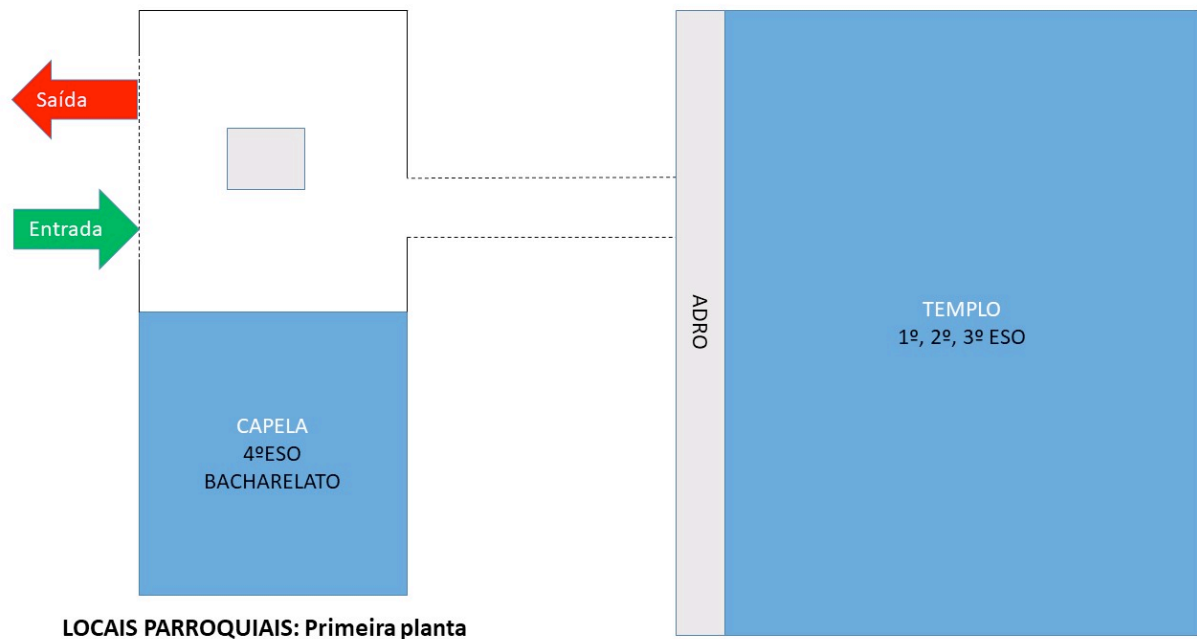 Saída
Entrada
ADRO
TEMPLO
1º, 2º, 3º ESO
CAPELA
4ºESO
BACHARELATO
LOCAIS PARROQUIAIS: Primeira planta